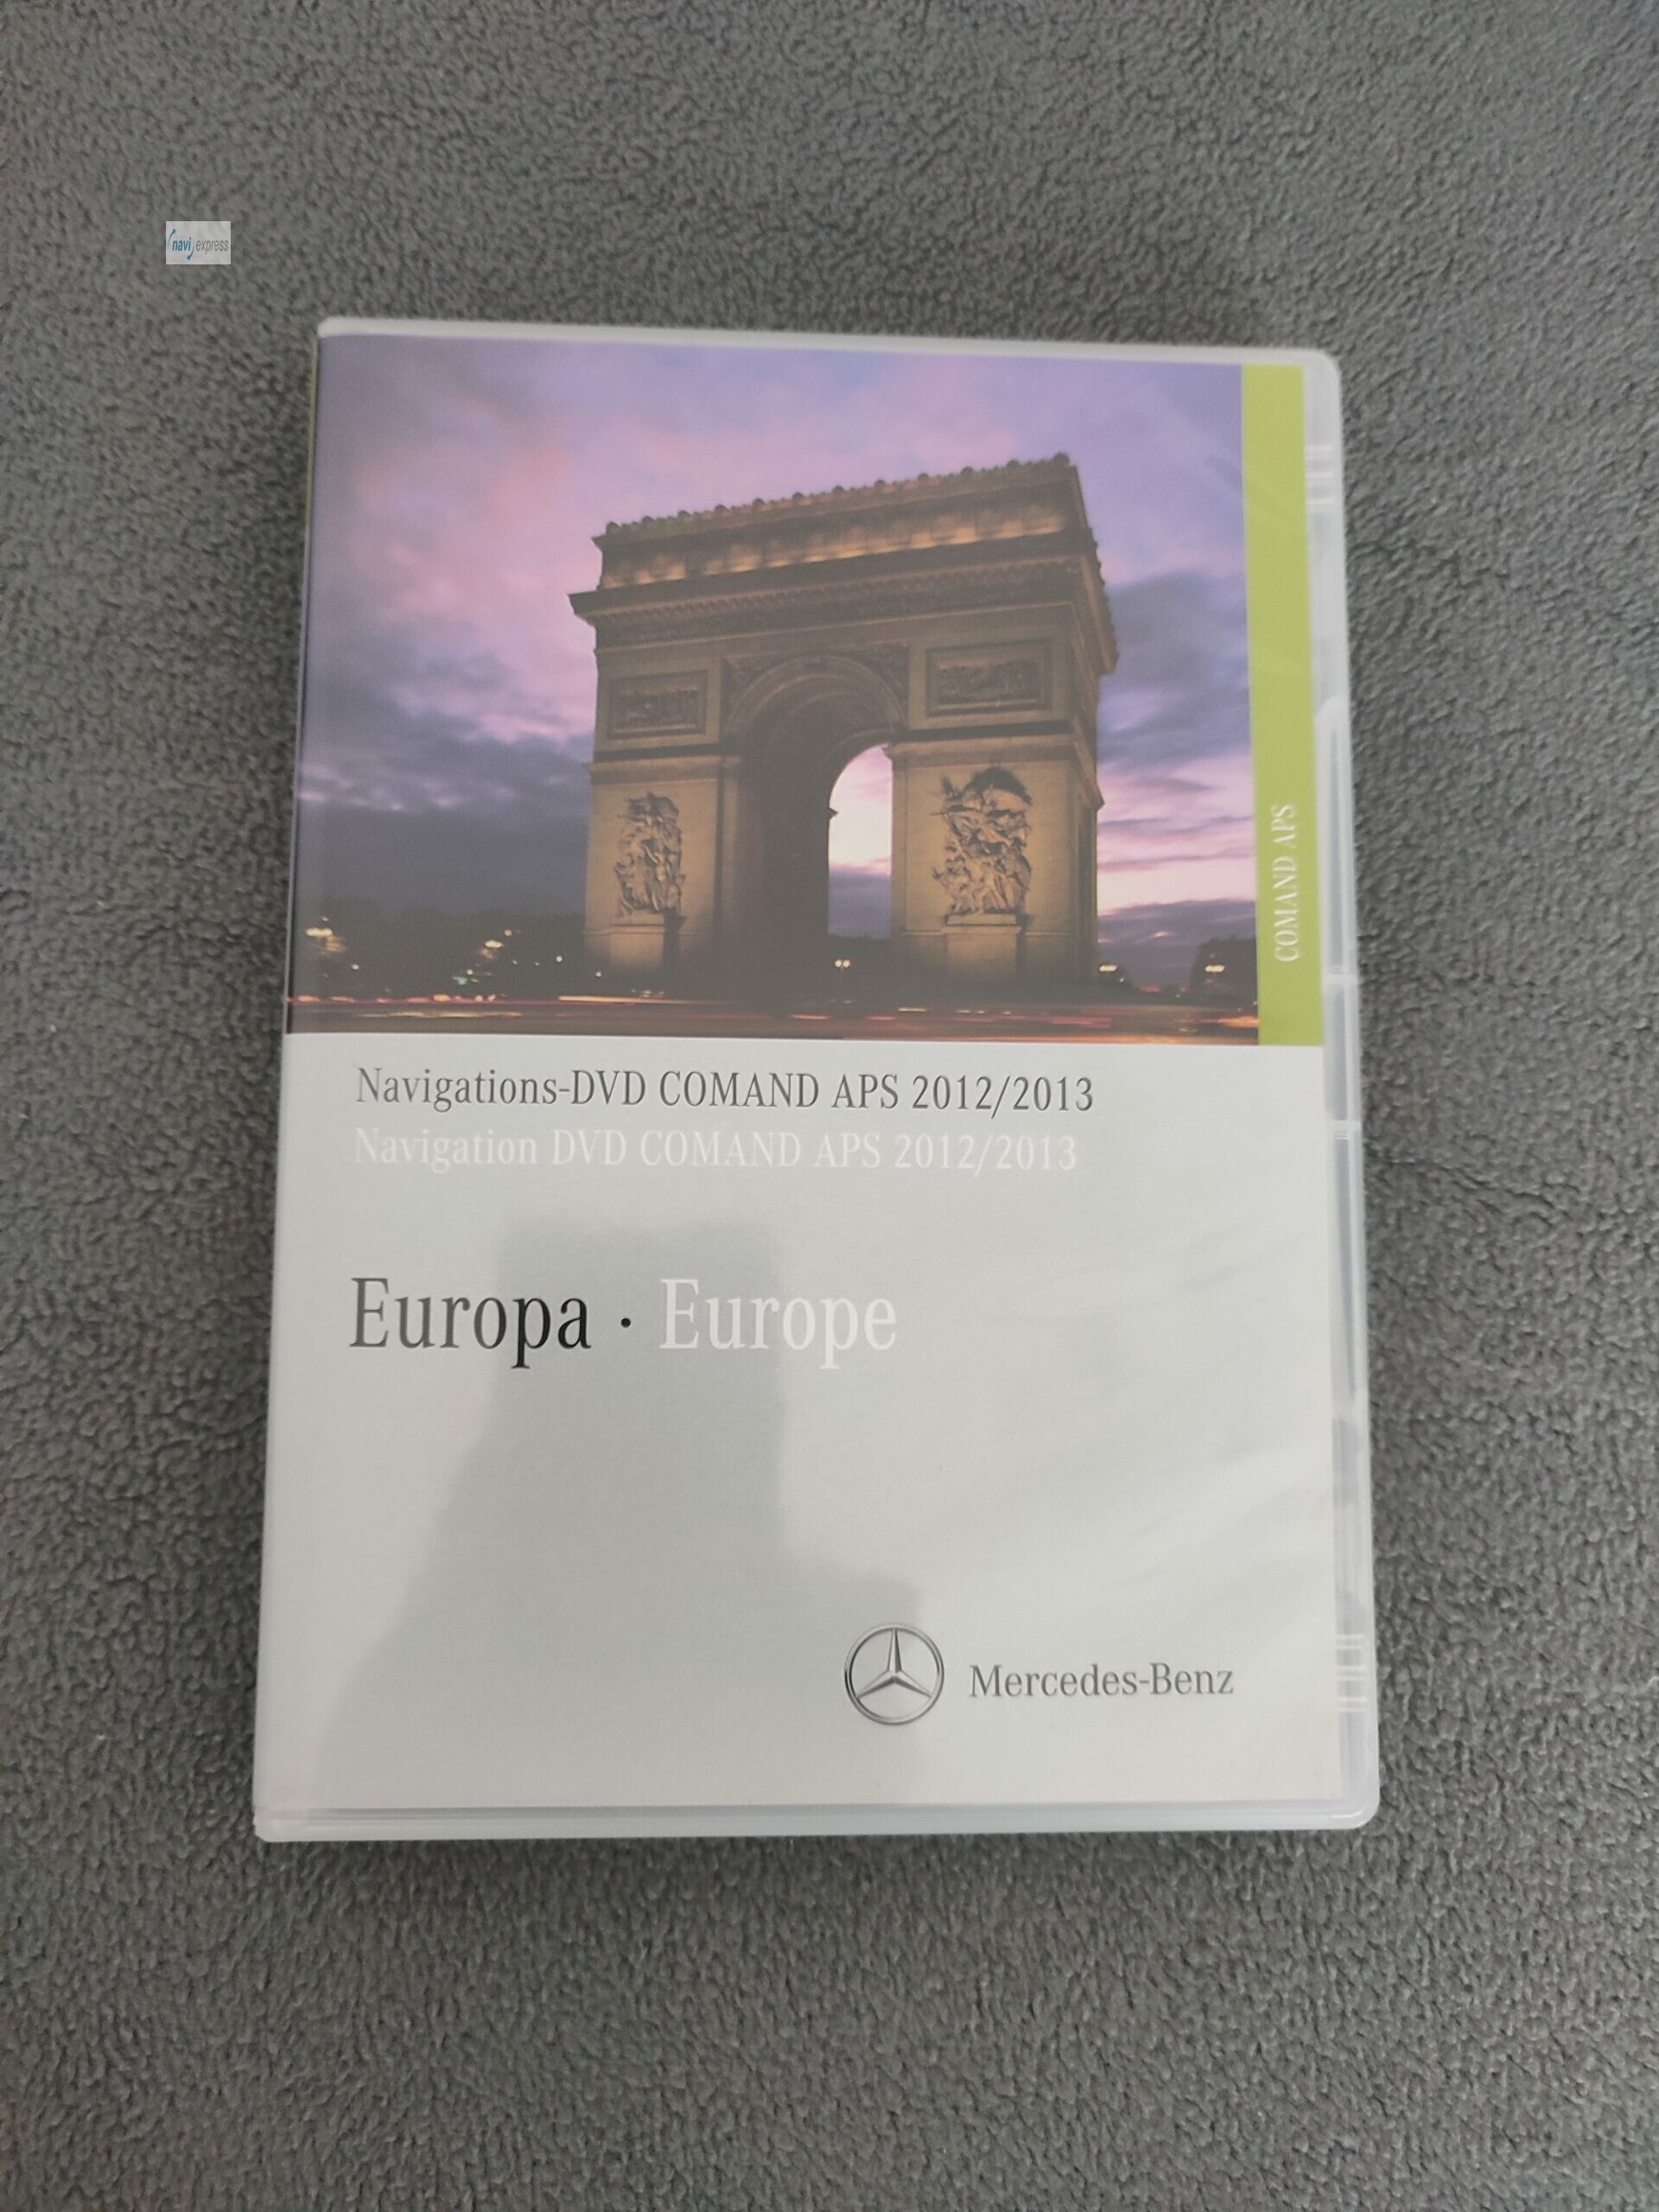 navi express
COMAND APS
Navigations-DVD COMAND APS 2012/2013
Navigation DVD COMAND APS 2012/2013
Europa · Europe
Mercedes-Benz